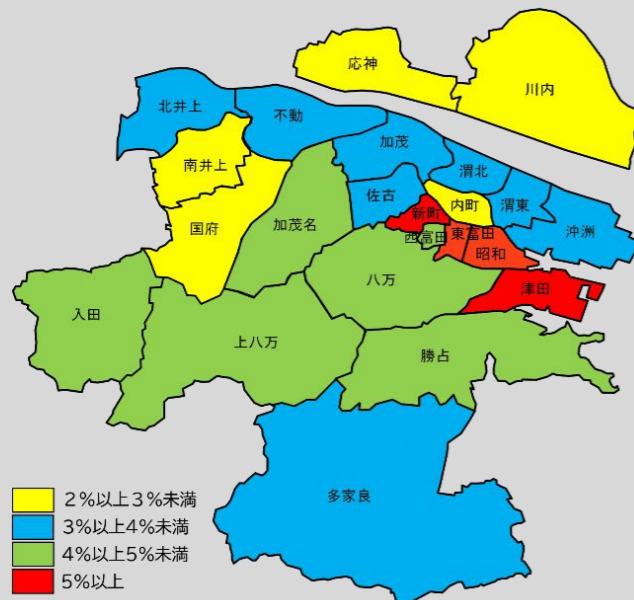 応神
川内
北井上
不動
加茂
渭北
南井上
佐古
内町
渭東
新町
国府
加茂名
沖洲
西富田
東富田
昭和
八万
津田
入田
上八万
勝占
多家良
2%以上3%未満
3%以上4%未満
4%以上5%未満
5%以上